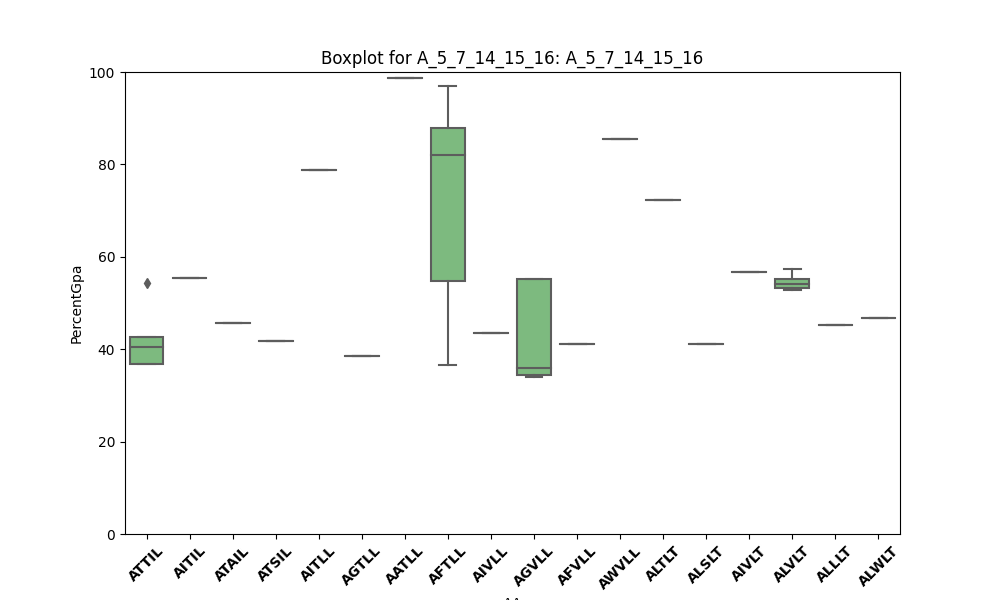 Boxplot for A_5_7_14_15_16: A_5_7_14_15_16
100
80
60
40
20
0
PercentGpa
ATTIL
AITIL
ATAIL
ATSIL
AITLL
AGTLL
AATLL
AFTLL
AIVLL
AGVLL
AFVLL
AWVLL
ALTLT
ALSLT
AIVLT
ALVLT
ALLLT
ALWLT